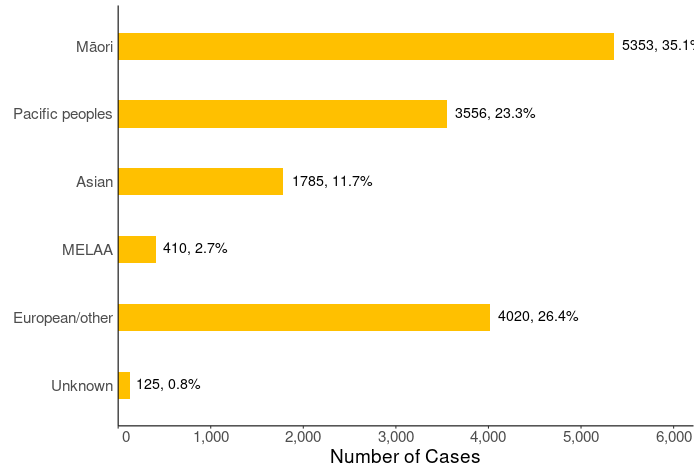 Māori 5353, 35.1%
Pacific peoples 3556, 23.3%
Asian 1785, 11.7%
MELAA 410, 2.7%
European/other 4020, 26.4%
Unknown 125, 0.8%
0 1,000 2,000 3,000 4,000 5,000 6,000
Number of Cases